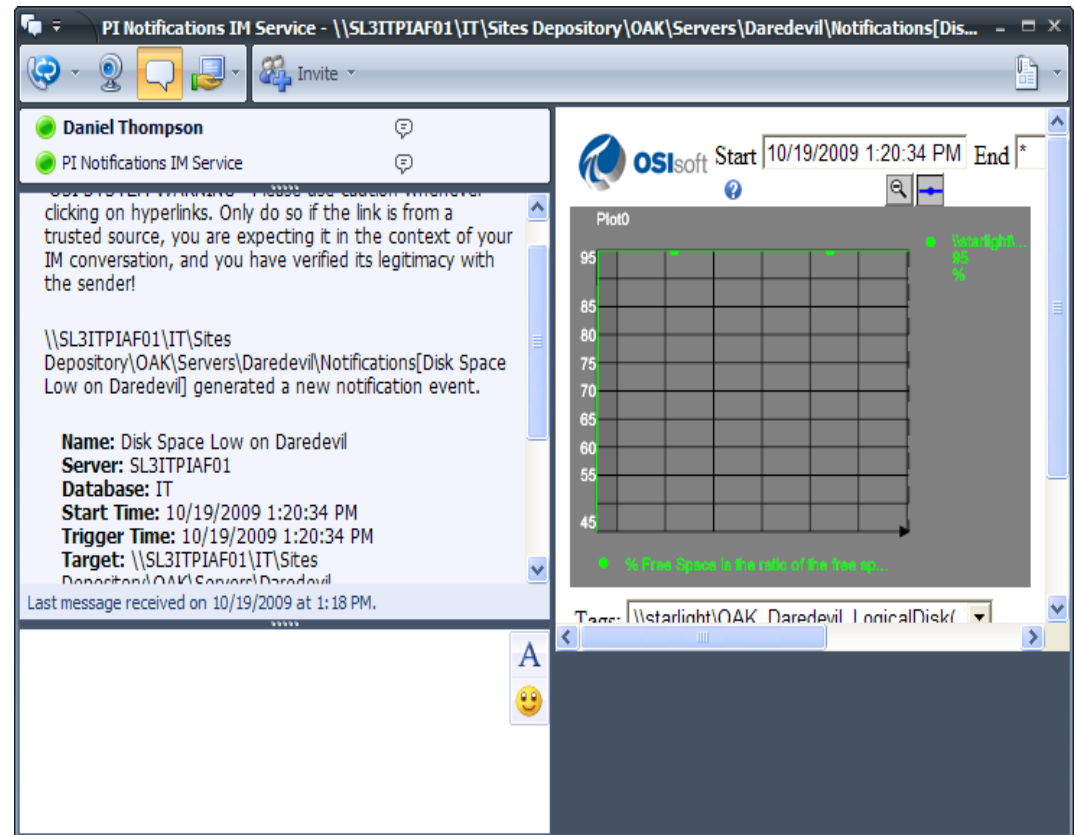 PI Notifications IM Service - \\SL3ITPIAF01\IT\Sites Depository\OAK\Servers\Daredevil\Notifications[Dis...
Invite
Daniel Thompson
PI Notifications IM Service
clicking on hyperlinks. Only do so if the link is from a
trusted source, you are expecting it in the context of your
IM conversation, and you have verified its legitimacy with
the sender!
\\SL3ITPIAF01\IT\Sites
Depository\OAK\Servers\Daredevil\Notifications[Disk Space
Low on Daredevil] generated a new notification event.
Name: Disk Space Low on Daredevil
Server: SL3ITPIAF01
Database: IT
Start Time: 10/19/2009 1:20:34 PM
Trigger Time: 10/19/2009 1:20:34 PM
Target: \\SL3ITPIAF01\IT\Sites
Depository\OAK\Servers\Daredevil
Last message received on 10/19/2009 at 1:18 PM.
A
OSIsoft Start 10/19/2009 1:20:34 PM End *
Plot0
\\starlight\...
95
%
95
85
80
75
70
65
60
55
45
% Free Space is the ratio of the free sp...
Tags: \\starlight\OAK_Daredevil_LogicalDisk(